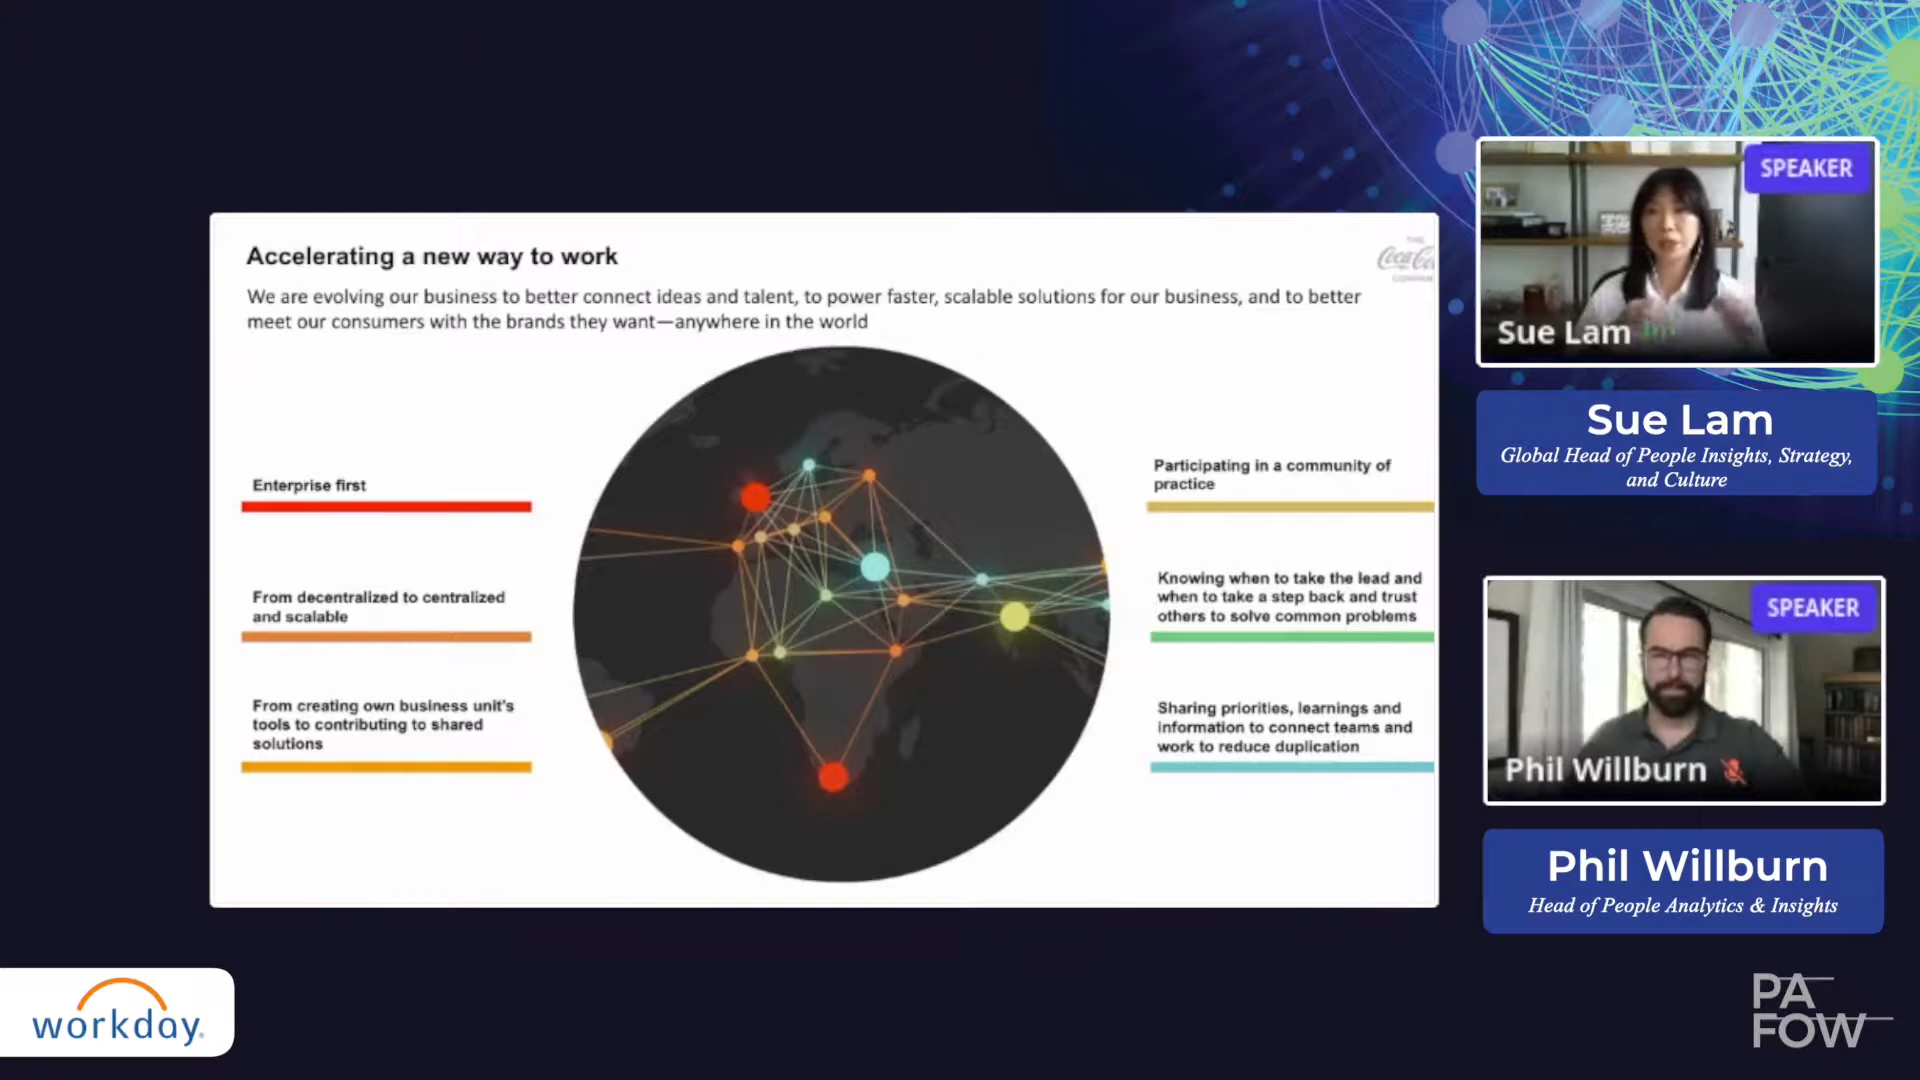 Accelerating a new way to work
We are evolving our business to better connect ideas and talent, to power faster, scalable solutions for our business, and to better
meet our consumers with the brands they want—anywhere in the world
THE
Coca-Co
COMPAN
Enterprise first
From decentralized to centralized
and scalable
From creating own business unit's
tools to contributing to shared
solutions
Participating in a community of
practice
Knowing when to take the lead and
when to take a step back and trust
others to solve common problems
Sharing priorities, learnings and
information to connect teams and
work to reduce duplication
SPEAKER
Sue Lam
Sue Lam
Global Head of People Insights, Strategy,
and Culture
SPEAKER
Phil Willburn
Phil Willburn
Head of People Analytics & Insights
workday
PA
FOW